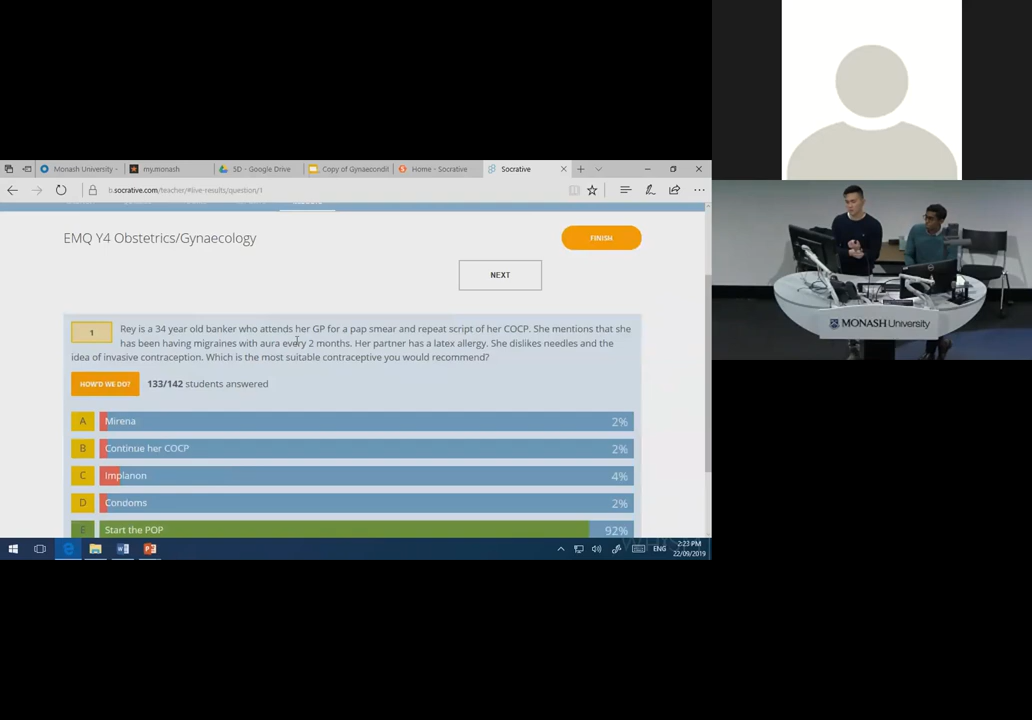 Monash University -
my.monash
5D - Google Drive
Copy of Gynaecondil
Home - Socrative
Socrative
b.socrative.com/teacher/#live-results/question/1
EMQ Y4 Obstetrics/Gynaecology
FINISH
NEXT
1
Rey is a 34 year old banker who attends her GP for a pap smear and repeat script of her COCP. She mentions that she
has been having migraines with aura every 2 months. Her partner has a latex allergy. She dislikes needles and the
idea of invasive contraception. Which is the most suitable contraceptive you would recommend?
HOW'D WE DO?
133/142 students answered
A Mirena 2%
B Continue her COCP 2%
C Implanon 4%
D Condoms 2%
E Start the POP 92%
ENG
2:23 PM
22/09/2019
MONASH University